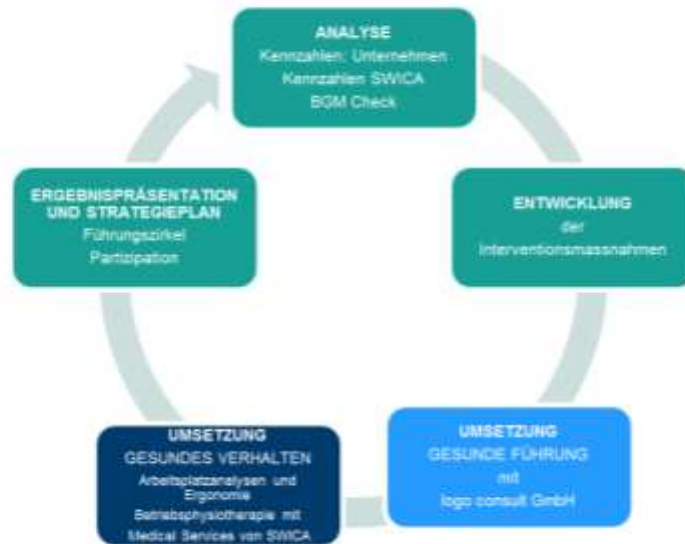 ANALYSE
Kennzahlen: Unternehmen
Kennzahlen SWICA
BGM Check
ENTWICKLUNG
der
Interventionsmassnahmen
UMSETZUNG
GESUNDE FÜHRUNG
mit
logo consult GmbH
UMSETZUNG
GESUNDES VERHALTEN
Arbeitsplatzanalysen und
Ergonomie
Betriebsphysiotherapie mit
Medical Services von SWICA
ERGEBNISPRÄSENTATION
UND STRATEGIEPLAN
Führungszirkel
Partizipation